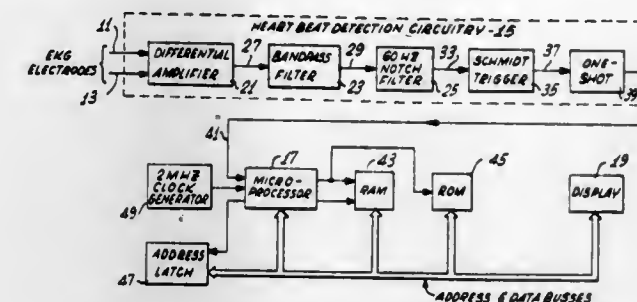 HEART BEAT DETECTION CIRCUITRY-15
11
EKG
ELECTRODES
13
DIFFERENTIAL
AMPLIFIER
21
27
BANDPASS
FILTER
23
29
60 HZ
NOTCH
FILTER
25
33
SCHMIDT
TRIGGER
35
37
ONE-
SHOT
39
41
2 MHZ
CLOCK
GENERATOR
49
17
MICRO-
PROCESSOR
43
RAM
45
ROM
19
DISPLAY
ADDRESS
LATCH
47
ADDRESS & DATA BUSSES